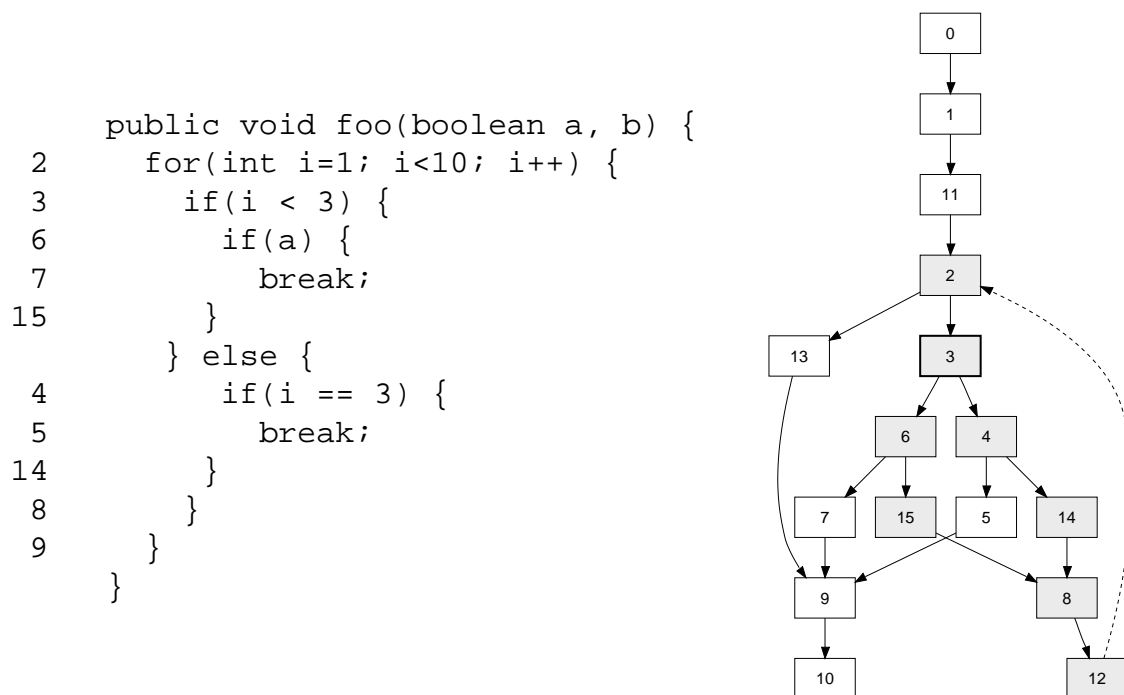 public void foo(boolean a, b) {
2 for(int i=1; i<10; i++) {
3 if(i < 3) {
6 if(a) {
7 break;
15 }
} else {
4 if(i == 3) {
5 break;
14 }
8 }
9 }
}
0
1
11
2
13 3
6 4
7 15 5 14
9 8
10 12